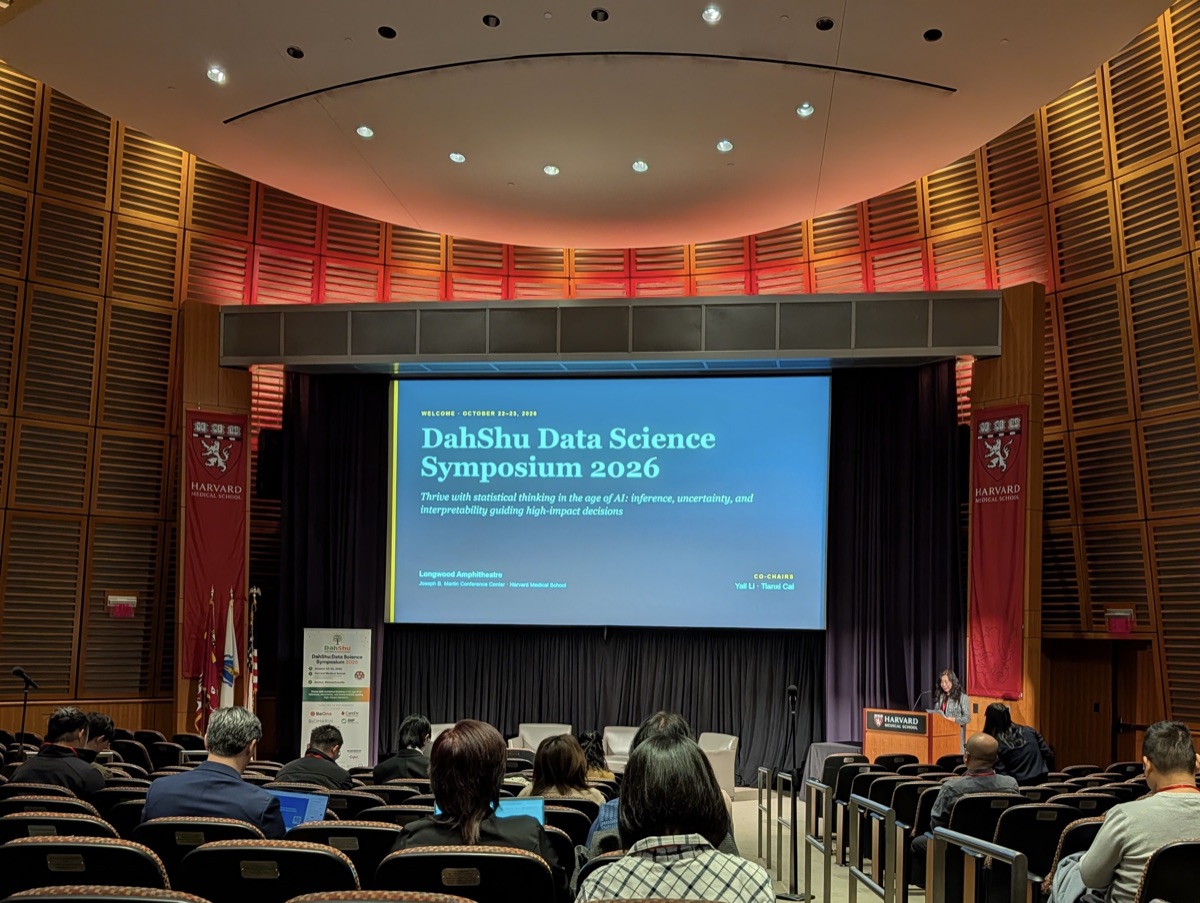 WELCOME · OCTOBER 22–23, 2026
DahShu Data Science
Symposium 2026
Thrive with statistical thinking in the age of AI: inference, uncertainty, and
interpretability guiding high-impact decisions
Longwood Amphitheatre
Joseph B. Martin Conference Center · Harvard Medical School
CO-CHAIRS
Yali Li · Tianxi Cai
HARVARD
MEDICAL SCHOOL
HARVARD
MEDICAL SCHOOL
DahShu
DahShu Data Science
Symposium 2026
HARVARD
MEDICAL SCHOOL